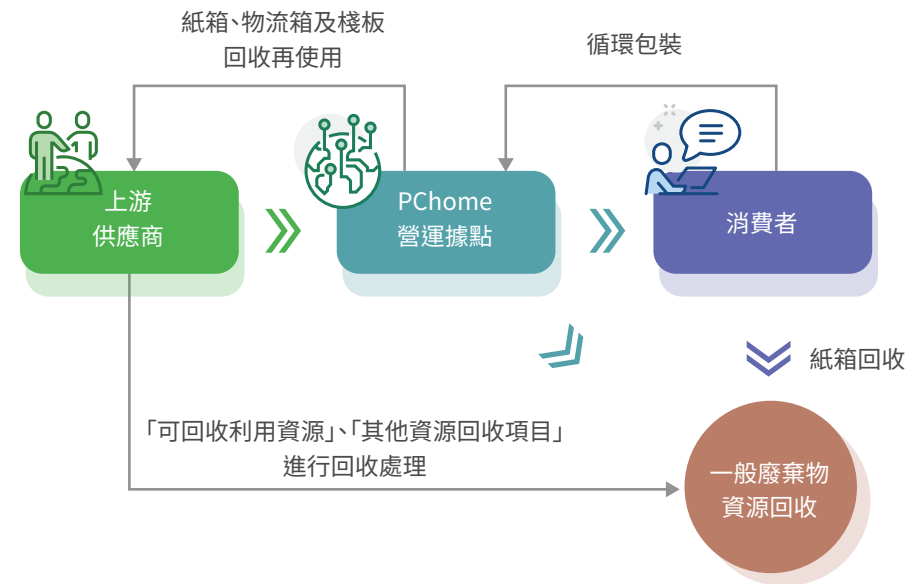 紙箱、物流箱及棧板
回收再使用
循環包裝
上游
供應商
PChome
營運據點
消費者
紙箱回收
「可回收利用資源」、「其他資源回收項目」
進行回收處理
一般廢棄物
資源回收